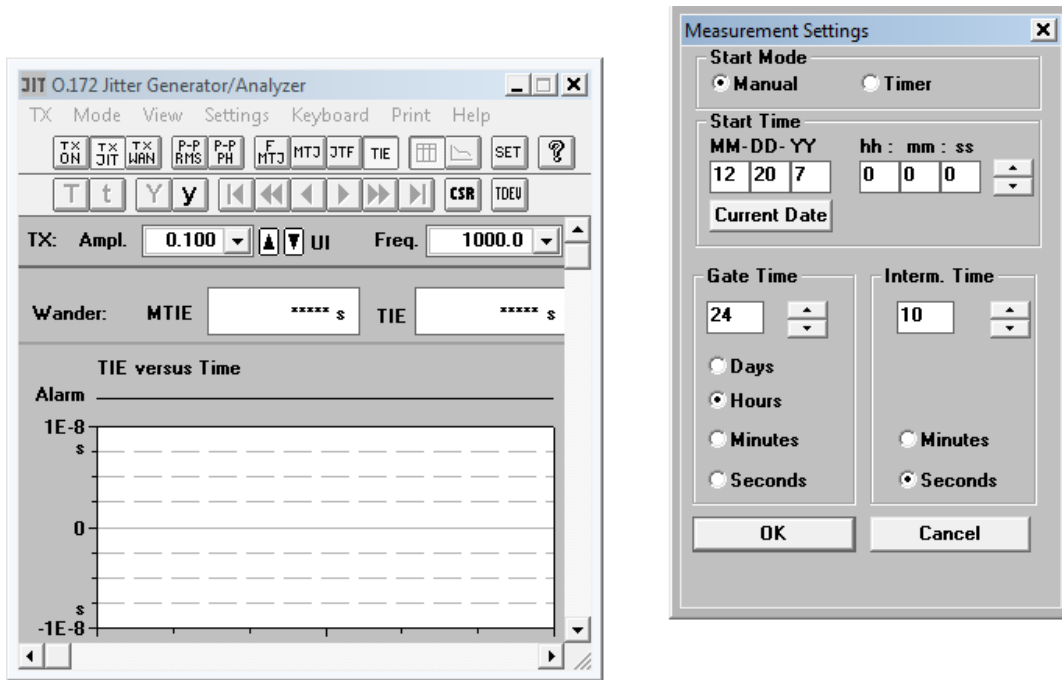 JIT O.172 Jitter Generator/Analyzer
TX Mode View Settings Keyboard Print Help
TX ON TX JIT TX WAN P-P RMS P-P PH F MTJ MTJ JTF TIE SET ?
T t Y y CSR TDEV
TX: Ampl. 0.100 UI Freq. 1000.0
Wander: MTIE ***** s TIE ***** s
TIE versus Time
Alarm
1E-8
s
0
s
-1E-8
Measurement Settings
Start Mode
Manual Timer
Start Time
MM-DD-YY hh : mm : ss
12 20 7 0 0 0
Current Date
Gate Time Interm. Time
24 10
Days
Hours
Minutes Minutes
Seconds Seconds
OK Cancel